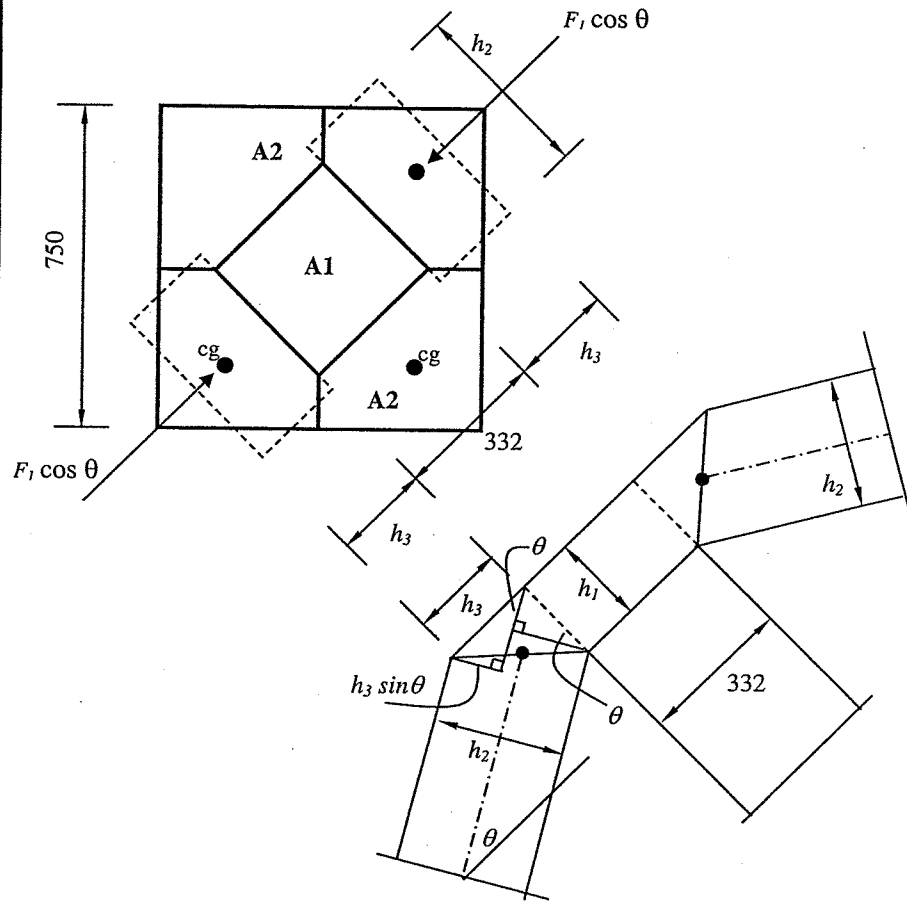 F₁ cos θ
h₂
A2
750
A1
cg
cg
h₃
A2
332
F₁ cos θ
h₃
h₂
θ
h₁
h₃
332
h₃ sinθ
θ
h₂
θ